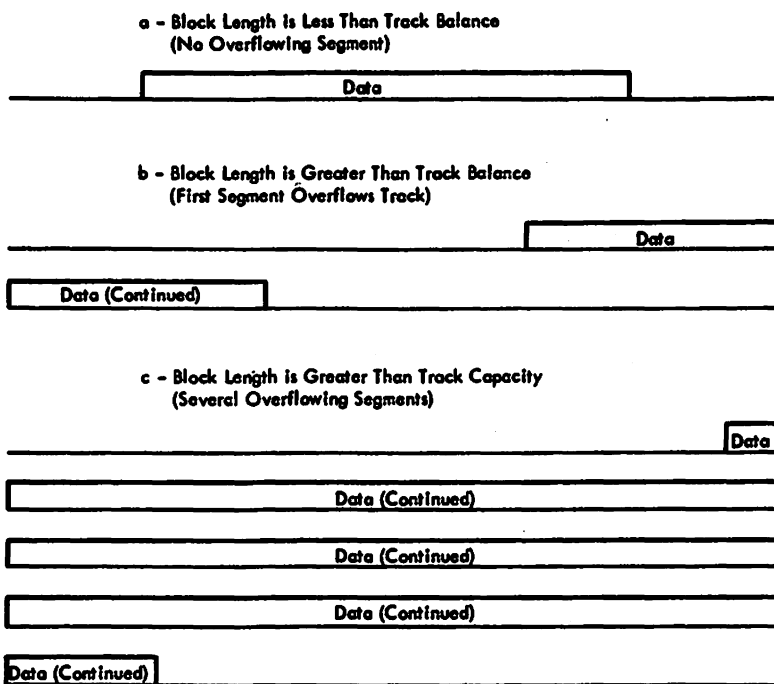 a - Block Length is Less Than Track Balance
(No Overflowing Segment)
Data
b - Block Length is Greater Than Track Balance
(First Segment Overflows Track)
Data
Data (Continued)
c - Block Length is Greater Than Track Capacity
(Several Overflowing Segments)
Data
Data (Continued)
Data (Continued)
Data (Continued)
Data (Continued)